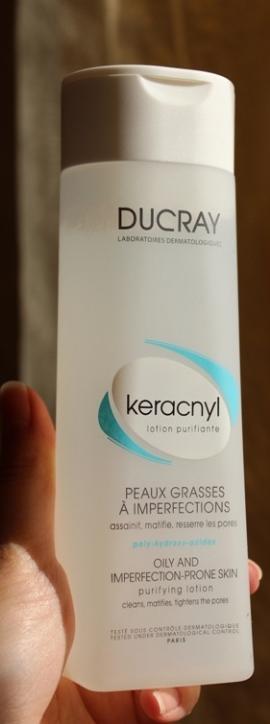 DUCRAY
LABORATOIRES DERMATOLOGIQUES
keracnyl
lotion purifiante
PEAUX GRASSES
À IMPERFECTIONS
assainit, matifie, resserre les pores
poly-hydroxy-acides
OILY AND
IMPERFECTION-PRONE SKIN
purifying lotion
cleans, matifies, tightens the pores
TESTÉ SOUS CONTRÔLE DERMATOLOGIQUE
TESTED UNDER DERMATOLOGICAL CONTROL
PARIS